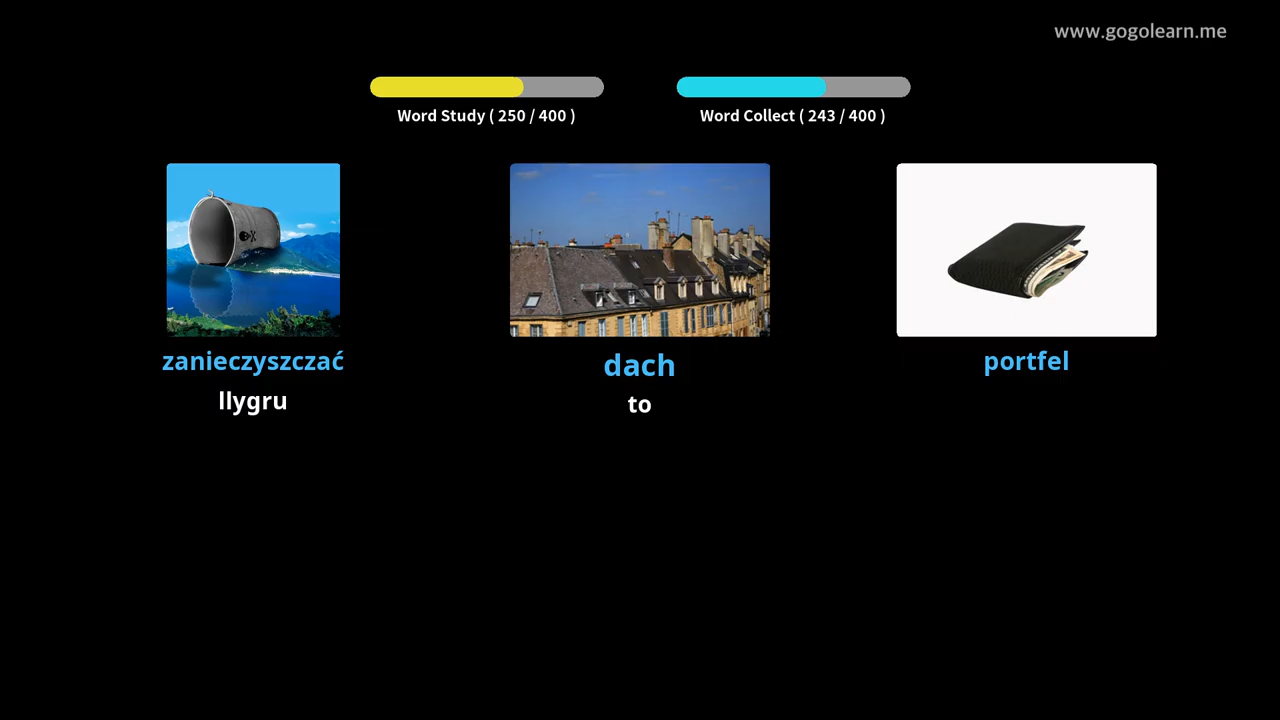 www.gogolearn.me
Word Study ( 250 / 400 )
Word Collect ( 243 / 400 )
zanieczyszczać
llygru
dach
to
portfel